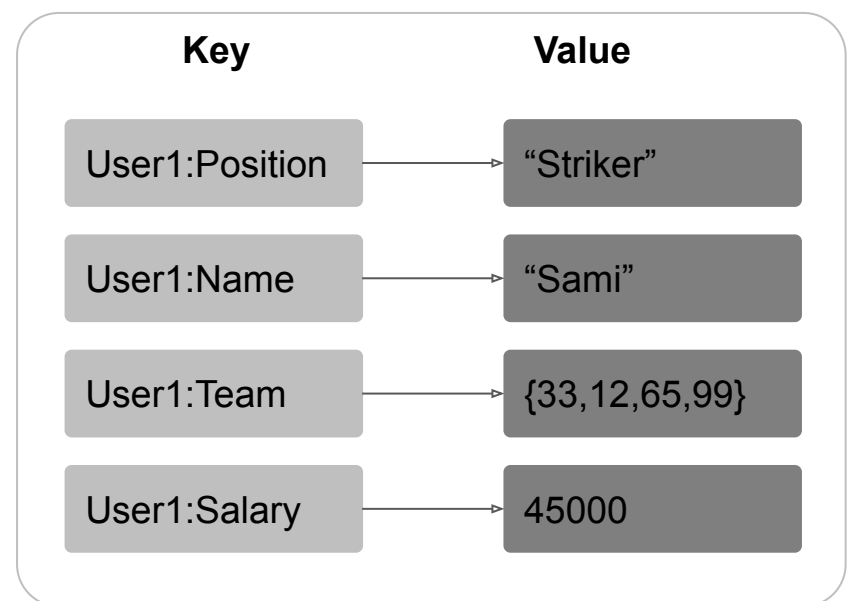 Key Value
User1:Position “Striker”
User1:Name “Sami”
User1:Team {33,12,65,99}
User1:Salary 45000